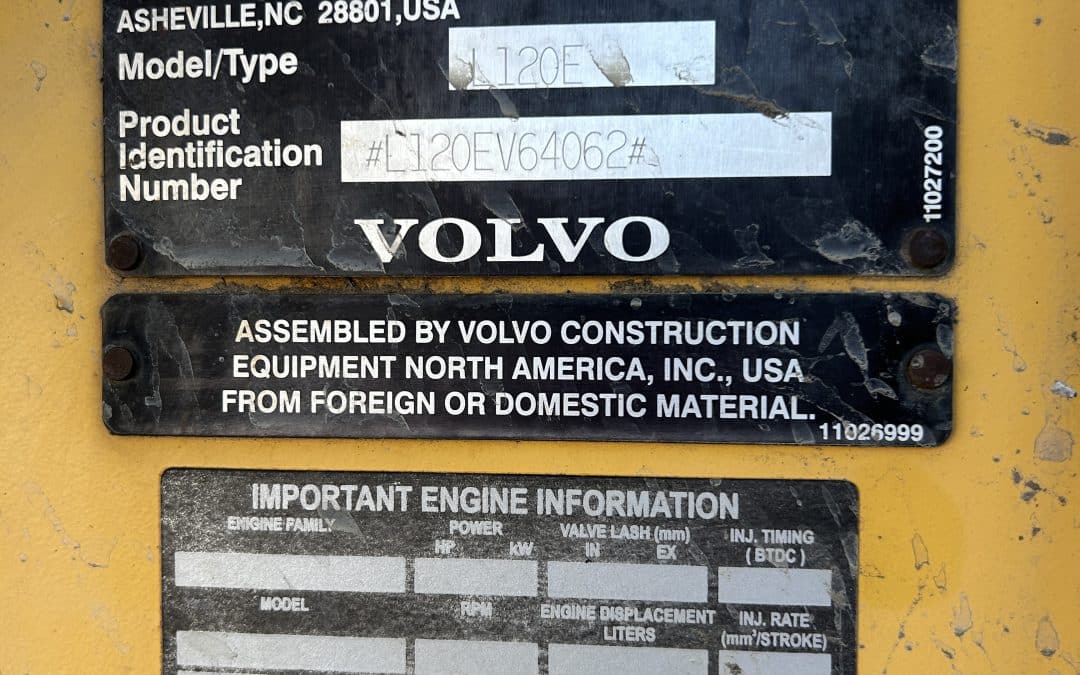 ASHEVILLE,NC 28801,USA
Model/Type L120E
Product
Identification
Number
#L120EV64062#
11027200
VOLVO
ASSEMBLED BY VOLVO CONSTRUCTION
EQUIPMENT NORTH AMERICA, INC., USA
FROM FOREIGN OR DOMESTIC MATERIAL.
11026999
IMPORTANT ENGINE INFORMATION
ENGINE FAMILY
POWER
HP kW
VALVE LASH (mm)
IN EX
INJ. TIMING
(BTDC)
MODEL
RPM
ENGINE DISPLACEMENT
LITERS
INJ. RATE
(mm³/STROKE)